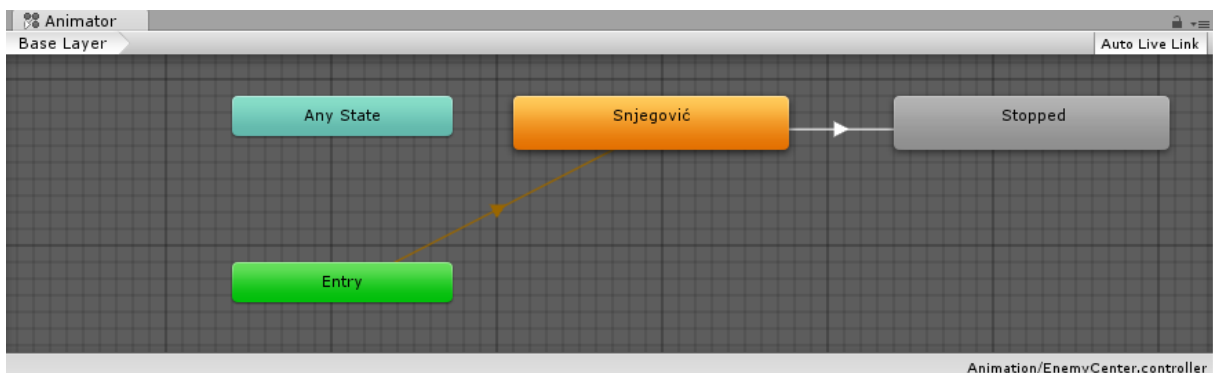 Animator
Base Layer
Auto Live Link
Any State
Snjegović
Stopped
Entry
Animation/EnemyCenter.controller